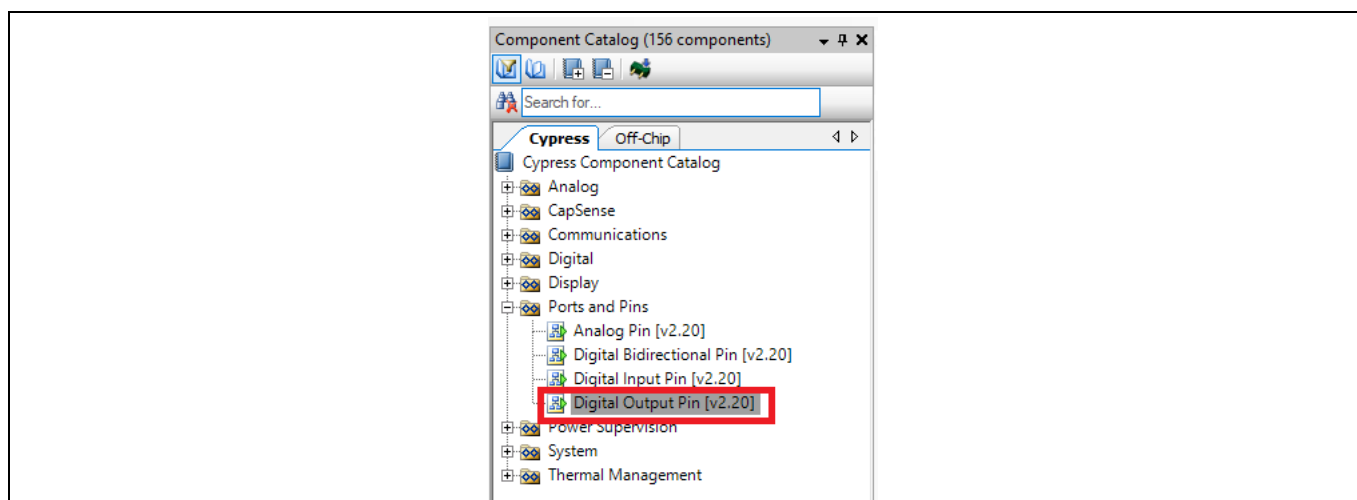 Component Catalog (156 components)
Search for...
Cypress Off-Chip
Cypress Component Catalog
Analog
CapSense
Communications
Digital
Display
Ports and Pins
Analog Pin [v2.20]
Digital Bidirectional Pin [v2.20]
Digital Input Pin [v2.20]
Digital Output Pin [v2.20]
Power Supervision
System
Thermal Management